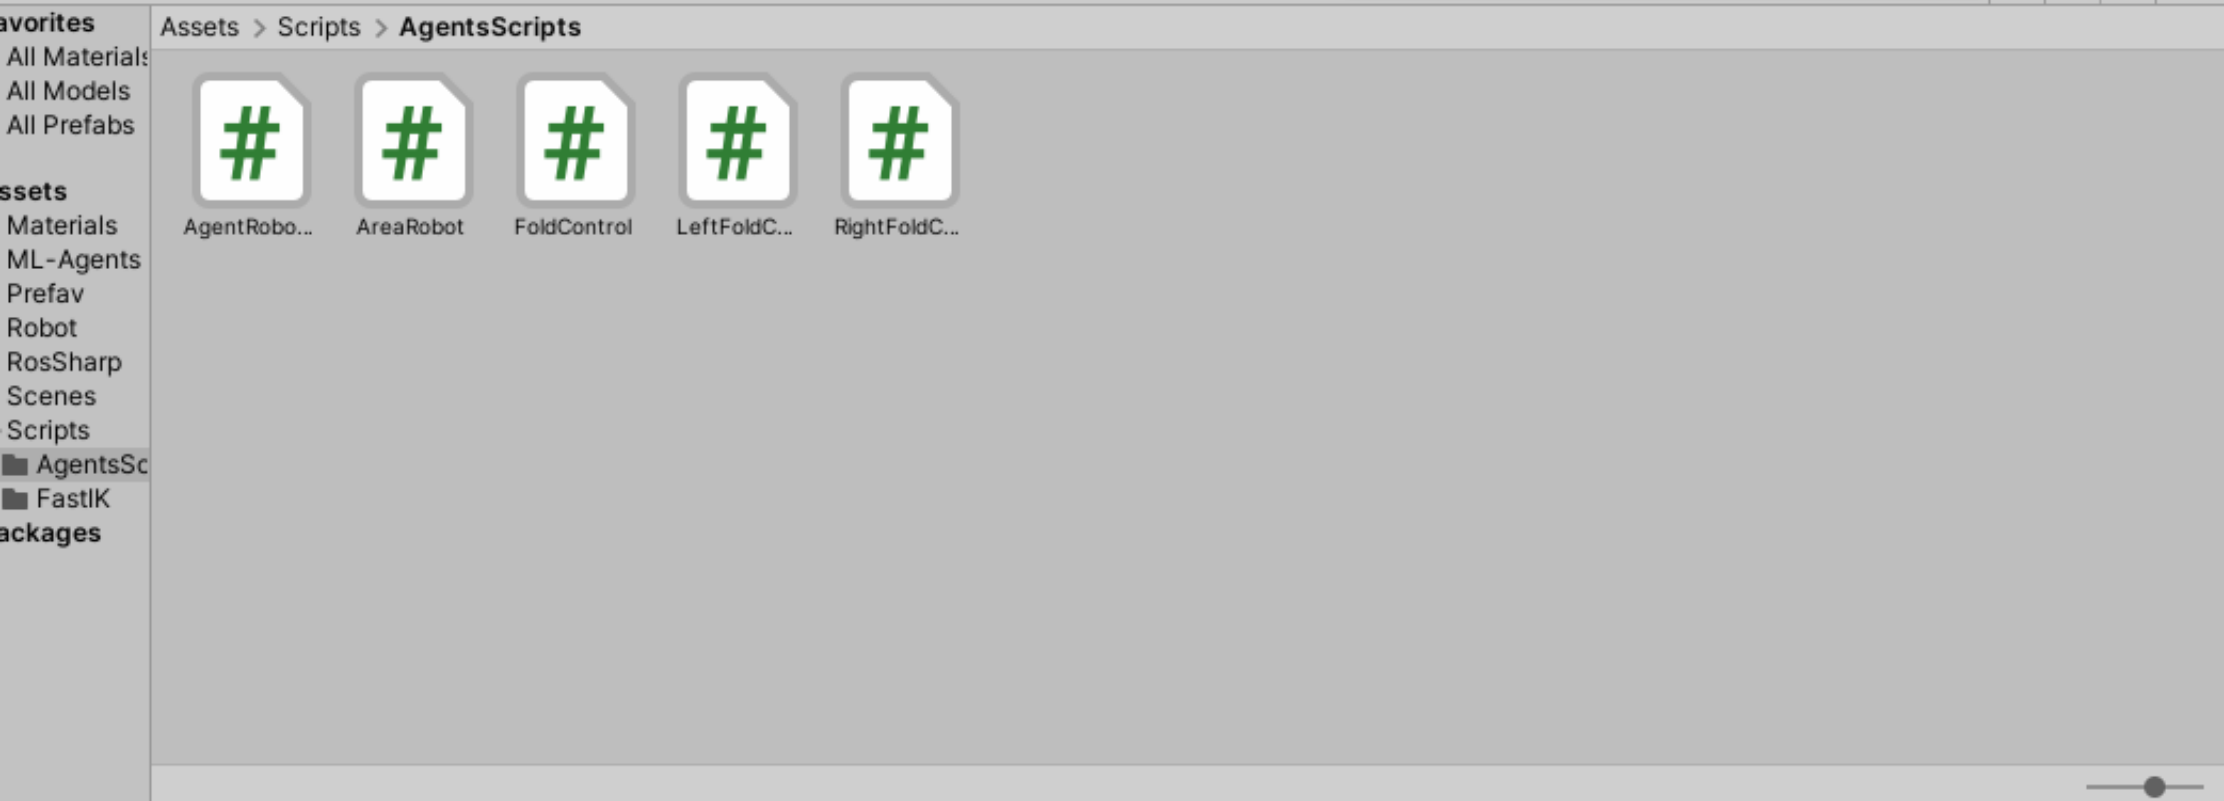 avorites
All Materials
All Models
All Prefabs
ssets
Materials
ML-Agents
Prefav
Robot
RosSharp
Scenes
Scripts
AgentsSc
FastIK
ackages
Assets > Scripts > AgentsScripts
AgentRobo... AreaRobot FoldControl LeftFoldC... RightFoldC...